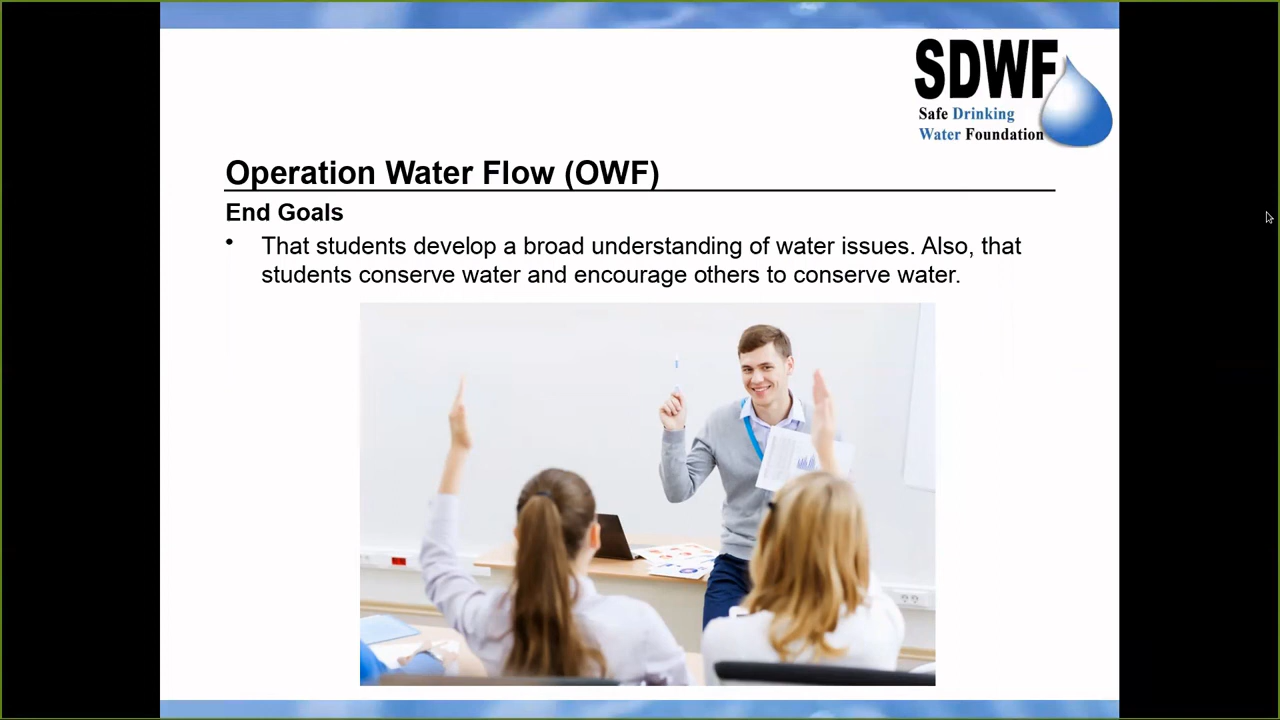 SDWF
Safe Drinking
Water Foundation
Operation Water Flow (OWF)
End Goals
• That students develop a broad understanding of water issues. Also, that
students conserve water and encourage others to conserve water.